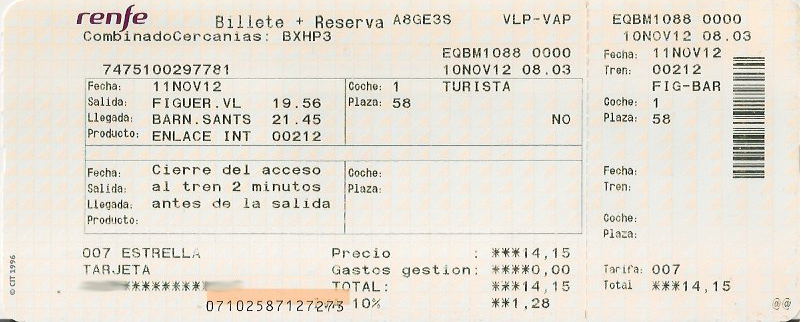 renfe Billete + Reserva A8GE3S VLP-VAP EQBM1088 0000
CombinadoCercanias: BXHP3 10NOV12 08.03
EQBM1088 0000 Fecha: 11NOV12
7475100297781 10NOV12 08.03 Tren: 00212
Fecha: 11NOV12 Coche: 1 TURISTA FIG-BAR
Salida: FIGUER.VL 19.56 Plaza: 58 Coche: 1
Llegada: BARN.SANTS 21.45 NO Plaza: 58
Producto: ENLACE INT 00212
Fecha: Cierre del acceso Coche: Fecha:
Salida: al tren 2 minutos Plaza: Tren:
Llegada: antes de la salida
Producto: Coche:
Plaza:
007 ESTRELLA Precio : ***14,15
TARJETA Gastos gestion: ****0,00 Tarifa: 007
******* TOTAL: ***14,15 Total ***14,15
07102587127273 10% **1,28 @@
© CIT 1996